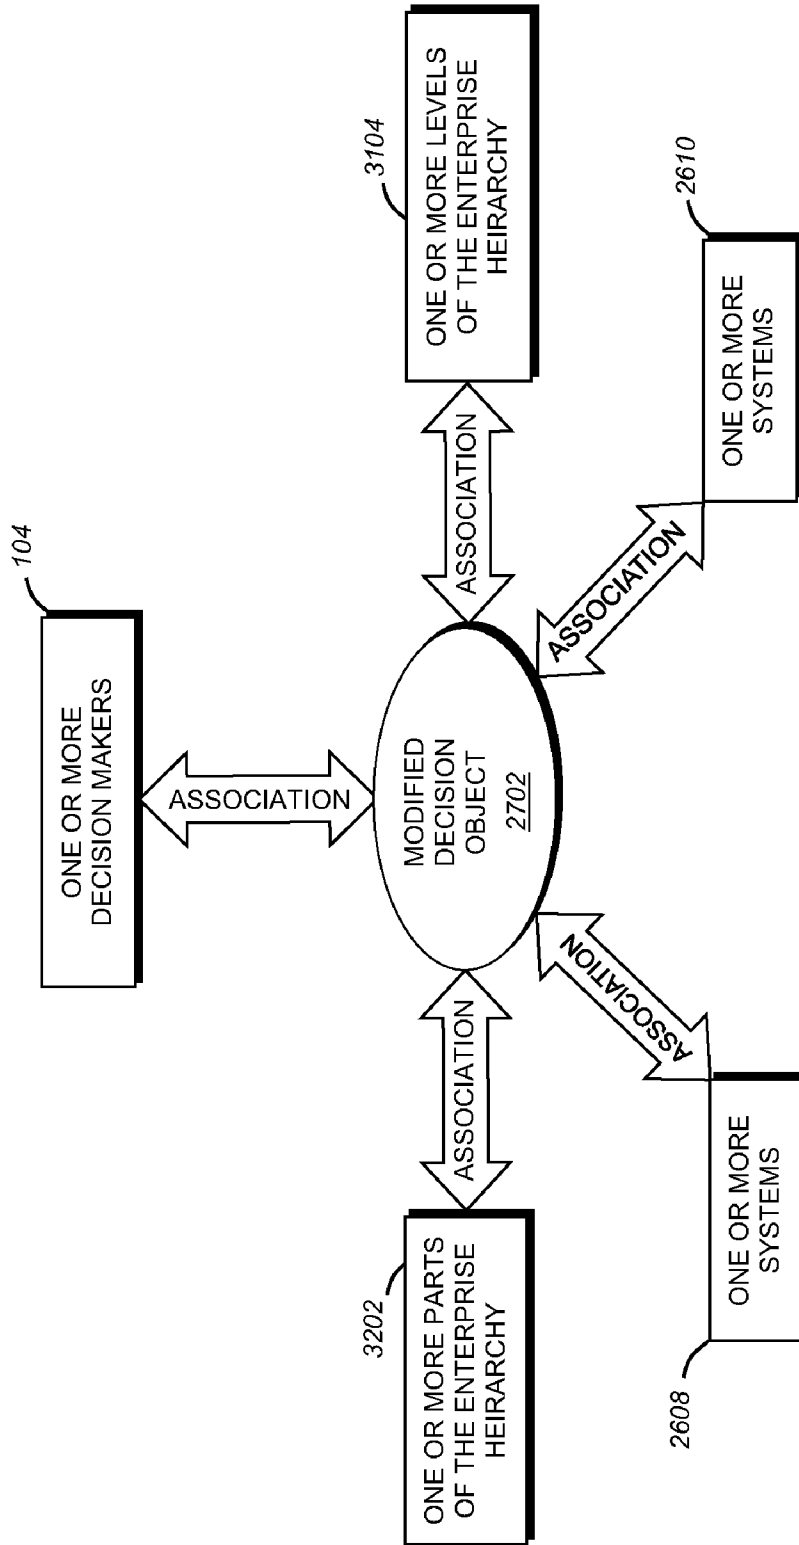 104
ONE OR MORE
DECISION MAKERS
ASSOCIATION
3202
ONE OR MORE PARTS
OF THE ENTERPRISE
HEIRARCHY
ASSOCIATION
MODIFIED
DECISION
OBJECT
2702
ASSOCIATION
3104
ONE OR MORE LEVELS
OF THE ENTERPRISE
HEIRARCHY
ASSOCIATION
ASSOCIATION
2608
ONE OR MORE
SYSTEMS
2610
ONE OR MORE
SYSTEMS